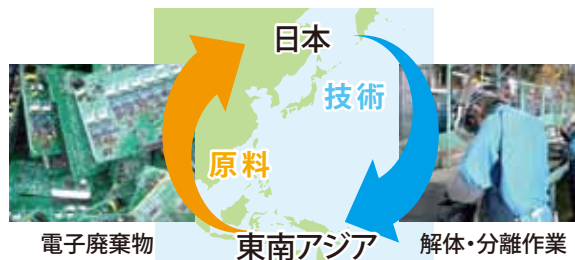 日本
技術
原料
電子廃棄物
東南アジア
解体・分離作業